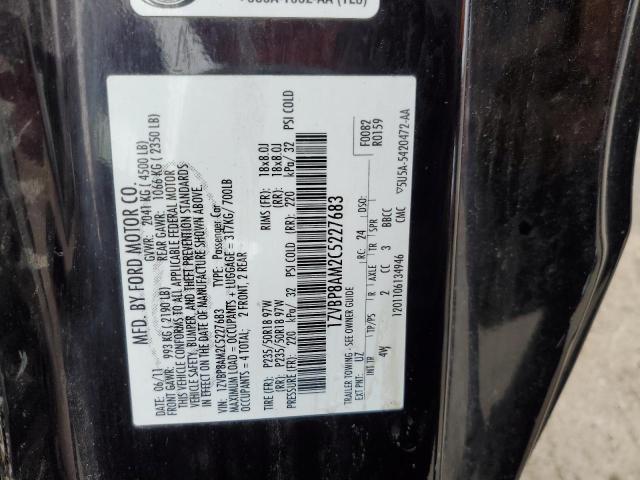 MFD. BY FORD MOTOR CO.
DATE: 06/11 GVWR: 2041 KG ( 4500 LB)
FRONT GAWR: 993 KG ( 2190 LB) REAR GAWR: 1066 KG ( 2350 LB)
THIS VEHICLE CONFORMS TO ALL APPLICABLE FEDERAL MOTOR
VEHICLE SAFETY, BUMPER, AND THEFT PREVENTION STANDARDS
IN EFFECT ON THE DATE OF MANUFACTURE SHOWN ABOVE.
VIN: 1ZVBP8AM2C5227683 TYPE: Passenger Car
MAXIMUM LOAD = OCCUPANTS + LUGGAGE = 317KG/ 700LB
OCCUPANTS = 4 TOTAL: 2 FRONT, 2 REAR
TIRE (FR): P235/50R18 97W RIMS (FR): 18x8.0J
(RR): P235/50R18 97W (RR): 18x8.0J
PRESSURE(FR): 220 kPa/ 32 PSI COLD (RR): 220 kPa/ 32 PSI COLD
1ZVBP8AM2C5227683
F0082
R0159
TRAILER TOWING - SEE OWNER GUIDE
EXT PNT: UZ RC: 24 DSO:
INT TR TP/PS R AXLE TR SPR
4W 2 CC 3 BBCC
12011106134946 CMC
5U5A-5420472-AA